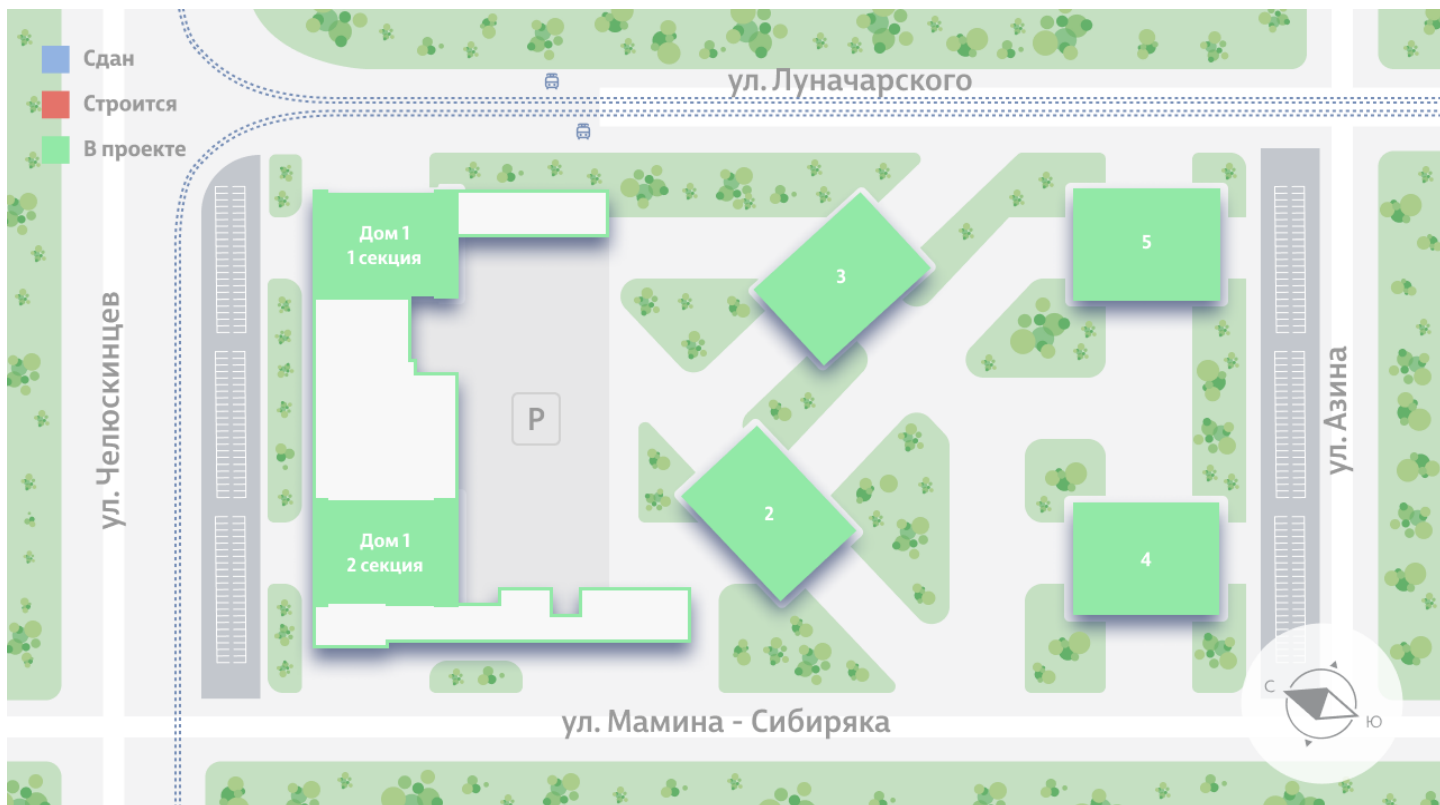 Сдан
Строится
В проекте
ул. Луначарского
Дом 1
1 секция
3
5
ул. Челюскинцев
P
ул. Азина
2
Дом 1
2 секция
4
С
Ю
ул. Мамина - Сибиряка